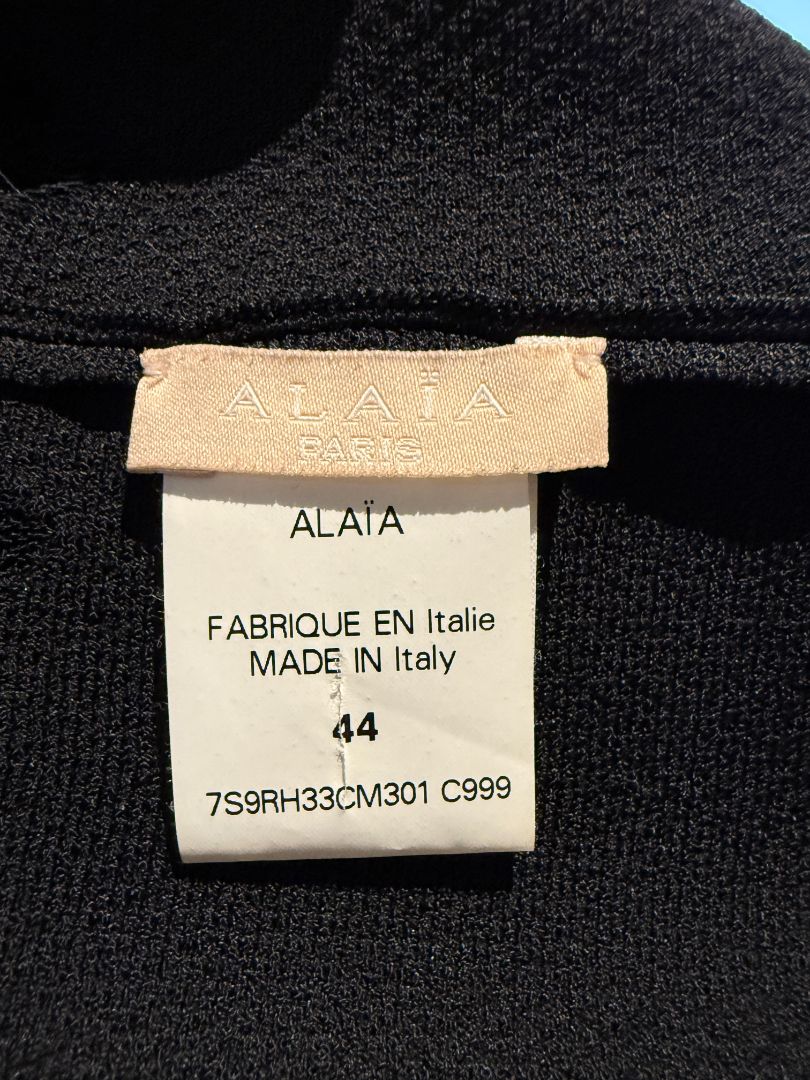 ALAÏA
PARIS
ALAÏA
FABRIQUE EN Italie
MADE IN Italy
44
7S9RH33CM301 C999